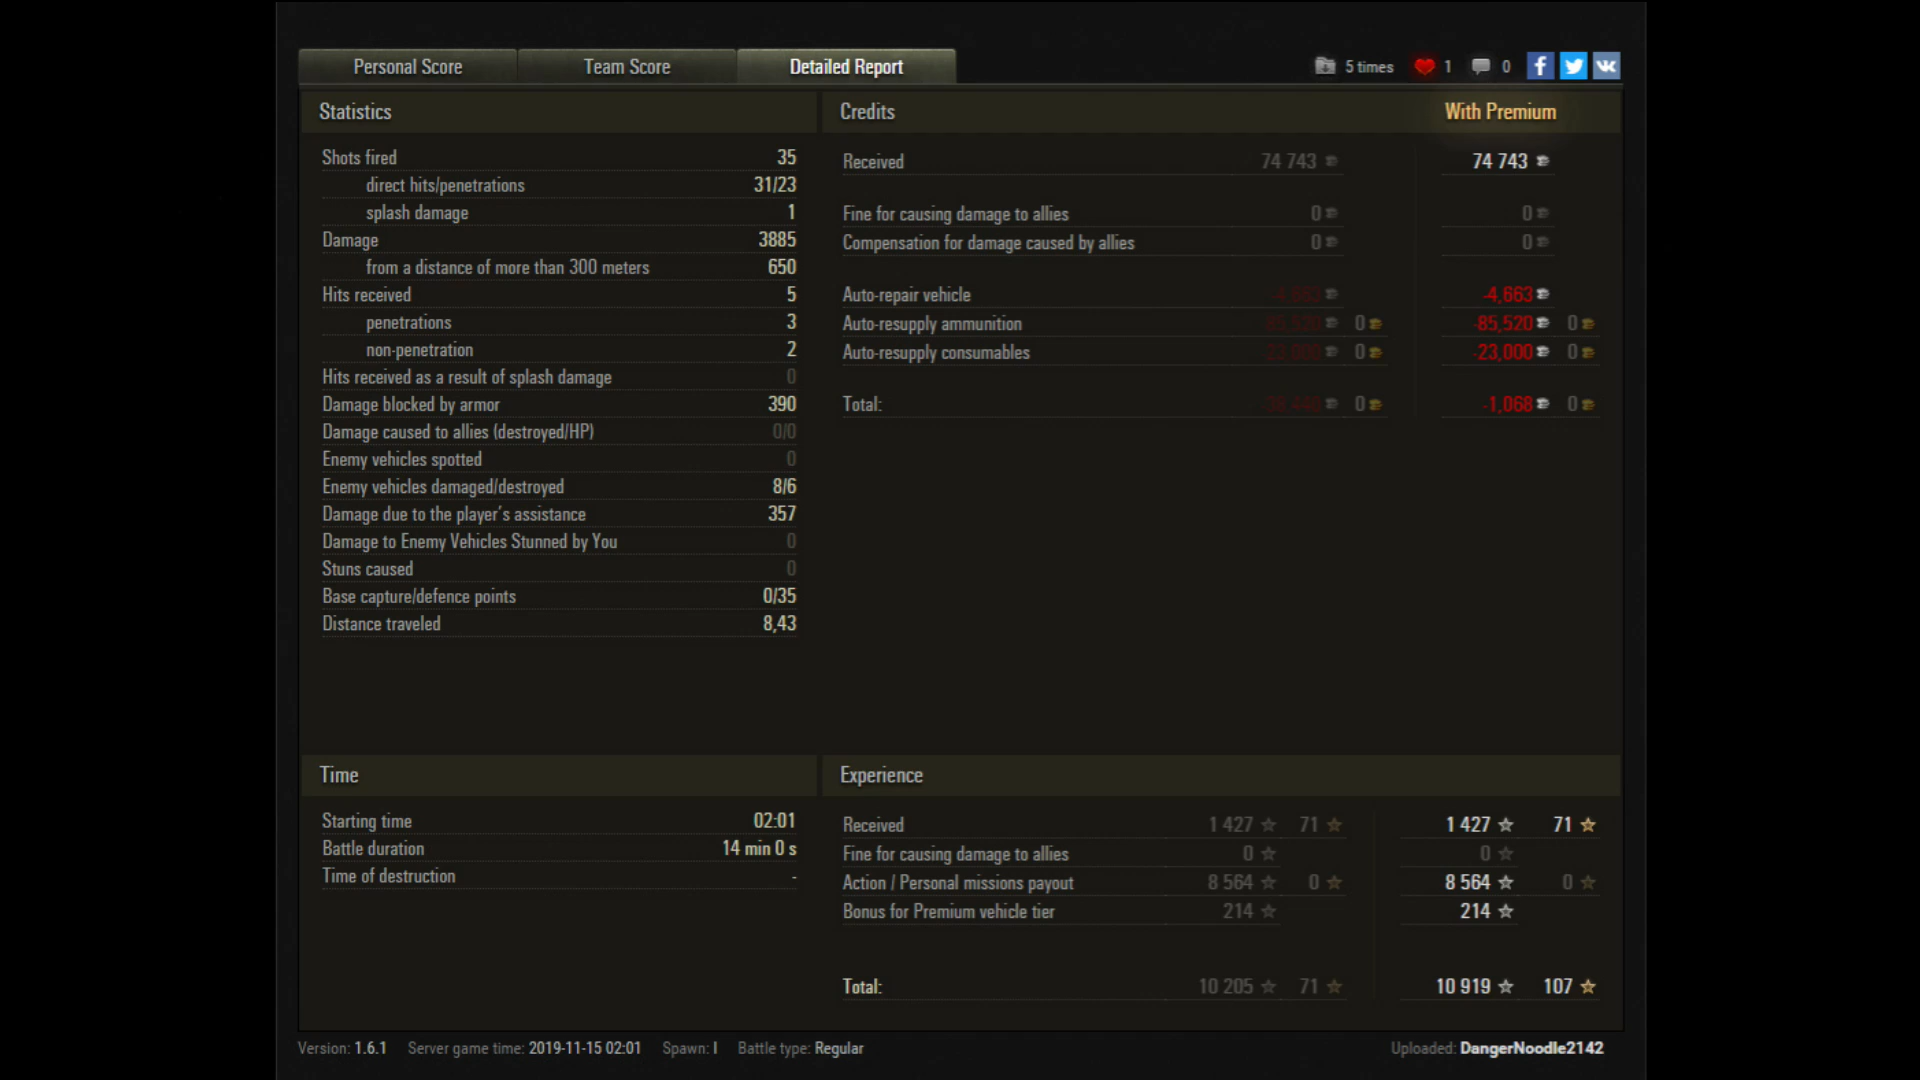 Personal Score Team Score Detailed Report 5 times 1 0
Statistics
Shots fired 35
direct hits/penetrations 31/23
splash damage 1
Damage 3885
from a distance of more than 300 meters 650
Hits received 5
penetrations 3
non-penetration 2
Hits received as a result of splash damage 0
Damage blocked by armor 390
Damage caused to allies (destroyed/HP) 0/0
Enemy vehicles spotted 0
Enemy vehicles damaged/destroyed 8/6
Damage due to the player's assistance 357
Damage to Enemy Vehicles Stunned by You 0
Stuns caused 0
Base capture/defence points 0/35
Distance traveled 8,43
Credits With Premium
Received 74 743 74 743
Fine for causing damage to allies 0 0
Compensation for damage caused by allies 0 0
Auto-repair vehicle -4,663 -4,663
Auto-resupply ammunition -85,520 0 -85,520 0
Auto-resupply consumables -23,000 0 -23,000 0
Total: 0 -1,068 0
Time
Starting time 02:01
Battle duration 14 min 0 s
Time of destruction -
Experience
Received 1 427 71 1 427 71
Fine for causing damage to allies 0 0
Action / Personal missions payout 8 564 0 8 564 0
Bonus for Premium vehicle tier 214 214
Total: 10 205 71 10 919 107
Version: 1.6.1 Server game time: 2019-11-15 02:01 Spawn: I Battle type: Regular Uploaded: DangerNoodle2142